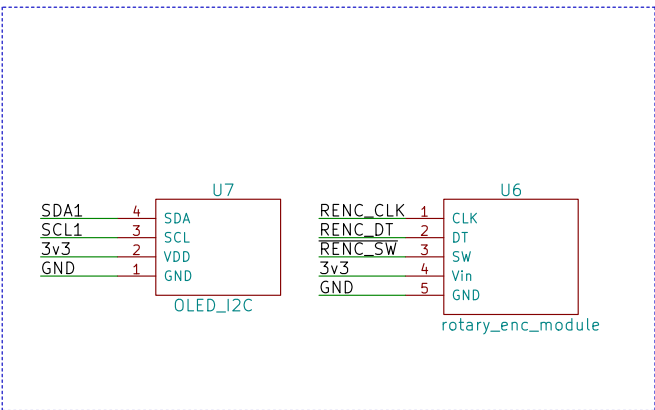 U7
SDA1 4 SDA
SCL1 3 SCL
3v3 2 VDD
GND 1 GND
OLED_I2C
U6
RENC_CLK 1 CLK
RENC_DT 2 DT
RENC_SW 3 SW
3v3 4 Vin
GND 5 GND
rotary_enc_module